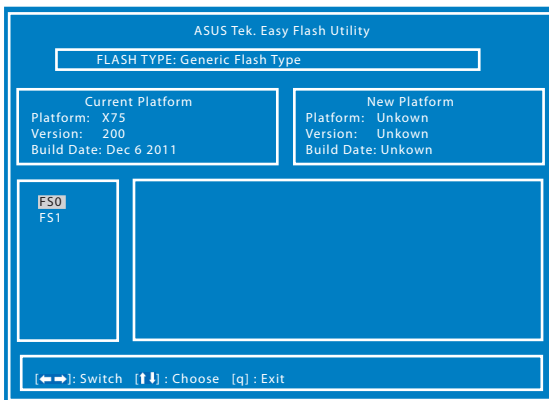 ASUS Tek. Easy Flash Utility
FLASH TYPE: Generic Flash Type
Current Platform
Platform: X75
Version: 200
Build Date: Dec 6 2011
New Platform
Platform: Unkown
Version: Unkown
Build Date: Unkown
FS0
FS1
[←→]: Switch [↑↓] : Choose [q] : Exit